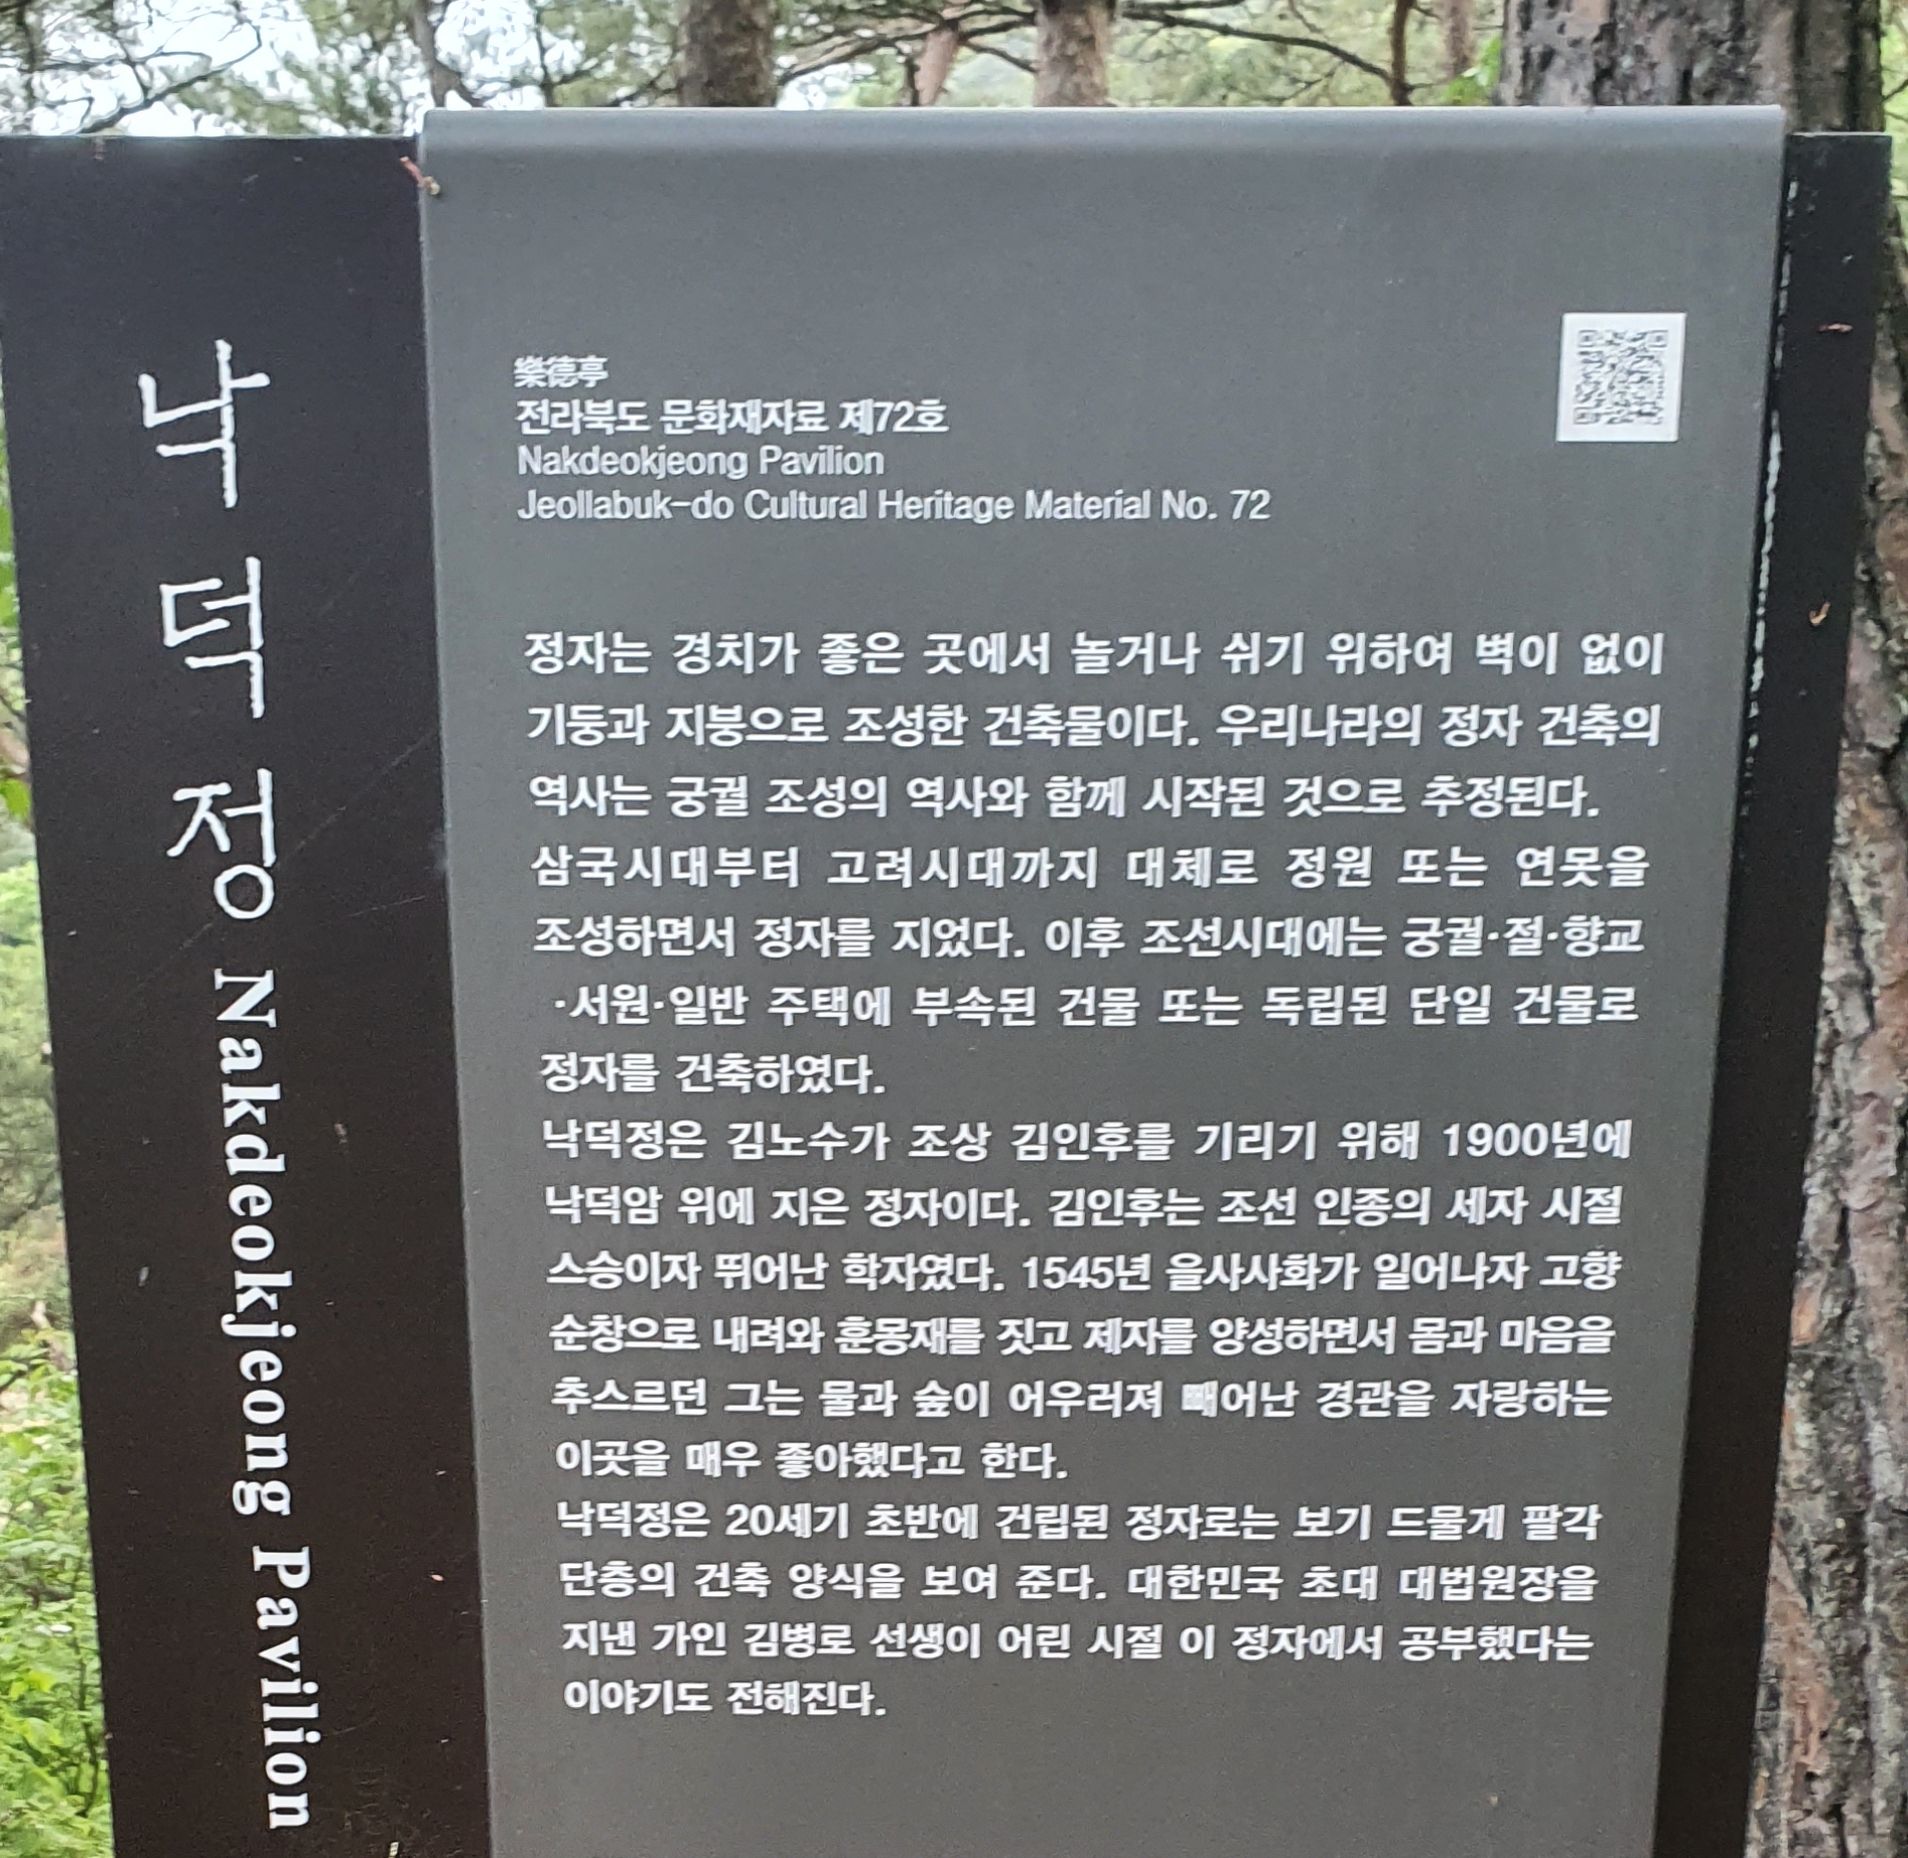 낙덕정 Nakdeokjeong Pavilion
樂德亭
전라북도 문화재자료 제72호
Nakdeokjeong Pavilion
Jeollabuk-do Cultural Heritage Material No. 72
정자는 경치가 좋은 곳에서 놀거나 쉬기 위하여 벽이 없이
기둥과 지붕으로 조성한 건축물이다. 우리나라의 정자 건축의
역사는 궁궐 조성의 역사와 함께 시작된 것으로 추정된다.
삼국시대부터 고려시대까지 대체로 정원 또는 연못을
조성하면서 정자를 지었다. 이후 조선시대에는 궁궐·절·향교
·서원·일반 주택에 부속된 건물 또는 독립된 단일 건물로
정자를 건축하였다.
낙덕정은 김노수가 조상 김인후를 기리기 위해 1900년에
낙덕암 위에 지은 정자이다. 김인후는 조선 인종의 세자 시절
스승이자 뛰어난 학자였다. 1545년 을사사화가 일어나자 고향
순창으로 내려와 훈몽재를 짓고 제자를 양성하면서 몸과 마음을
추스르던 그는 물과 숲이 어우러져 빼어난 경관을 자랑하는
이곳을 매우 좋아했다고 한다.
낙덕정은 20세기 초반에 건립된 정자로는 보기 드물게 팔각
단층의 건축 양식을 보여 준다. 대한민국 초대 대법원장을
지낸 가인 김병로 선생이 어린 시절 이 정자에서 공부했다는
이야기도 전해진다.